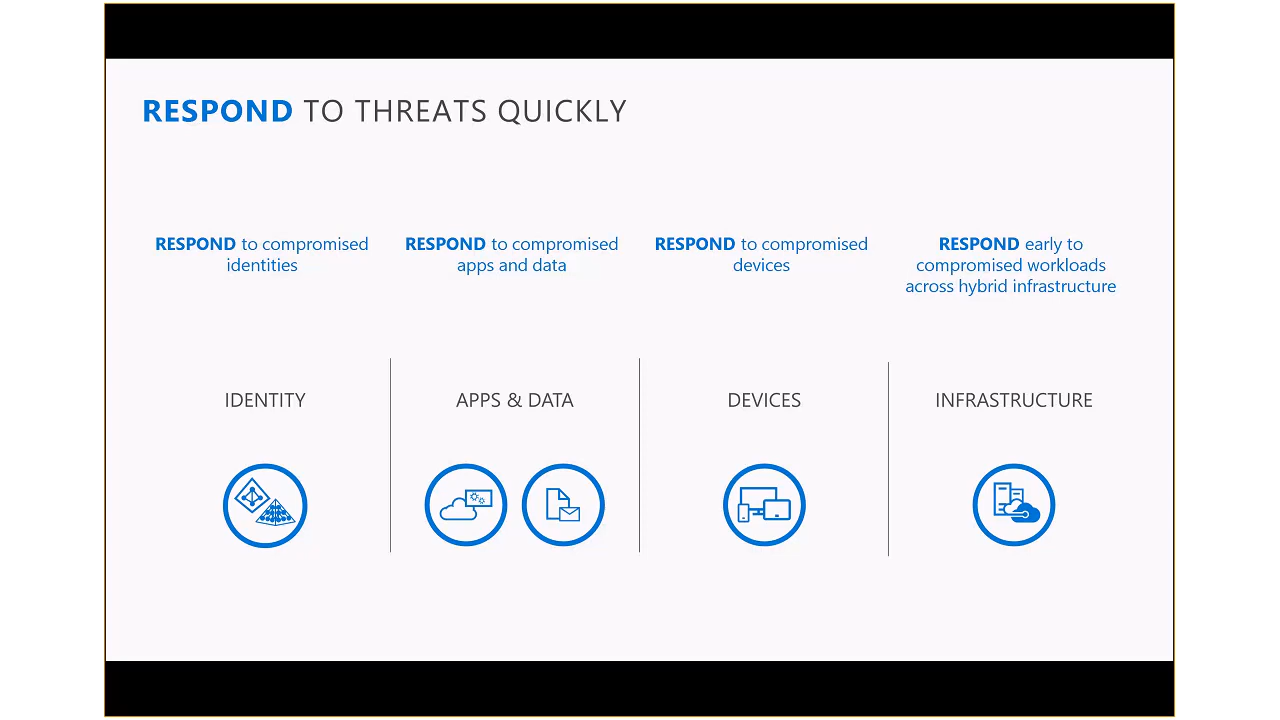 RESPOND TO THREATS QUICKLY
RESPOND to compromised
identities
RESPOND to compromised
apps and data
RESPOND to compromised
devices
RESPOND early to
compromised workloads
across hybrid infrastructure
IDENTITY
APPS & DATA
DEVICES
INFRASTRUCTURE